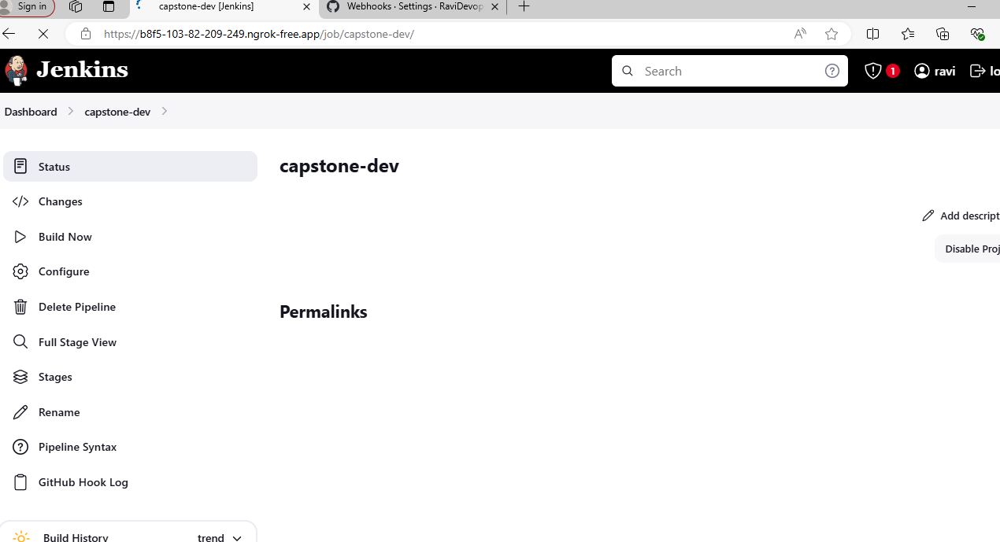 Sign in
capstone-dev [Jenkins]
Webhooks · Settings · RaviDevop
https://b8f5-103-82-209-249.ngrok-free.app/job/capstone-dev/
Jenkins
Search
1
ravi
lo
Dashboard
capstone-dev
Status
capstone-dev
Changes
Add descript
Build Now
Disable Proj
Configure
Delete Pipeline
Permalinks
Full Stage View
Stages
Rename
Pipeline Syntax
GitHub Hook Log
Build History
trend